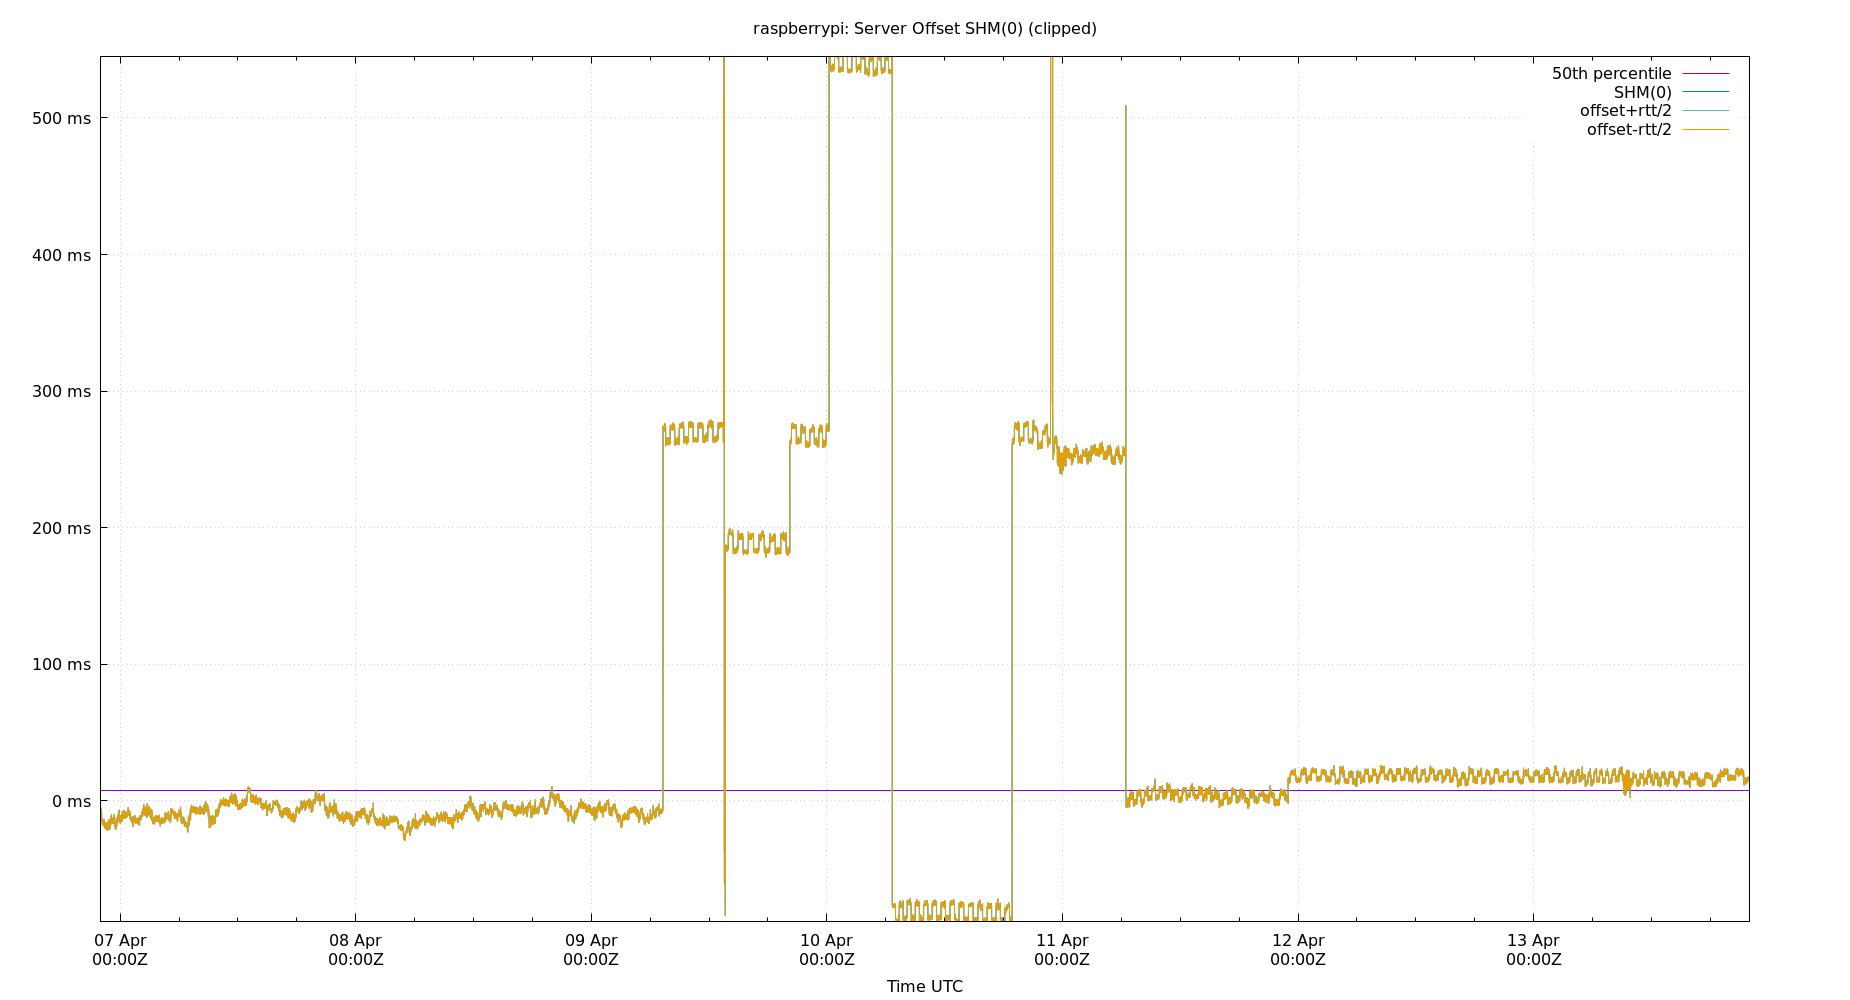 raspberrypi: Server Offset SHM(0) (clipped)
50th percentile
SHM(0)
offset+rtt/2
offset-rtt/2
500 ms
400 ms
300 ms
200 ms
100 ms
0 ms
07 Apr 08 Apr 09 Apr 10 Apr 11 Apr 12 Apr 13 Apr
00:00Z 00:00Z 00:00Z 00:00Z 00:00Z 00:00Z 00:00Z
Time UTC